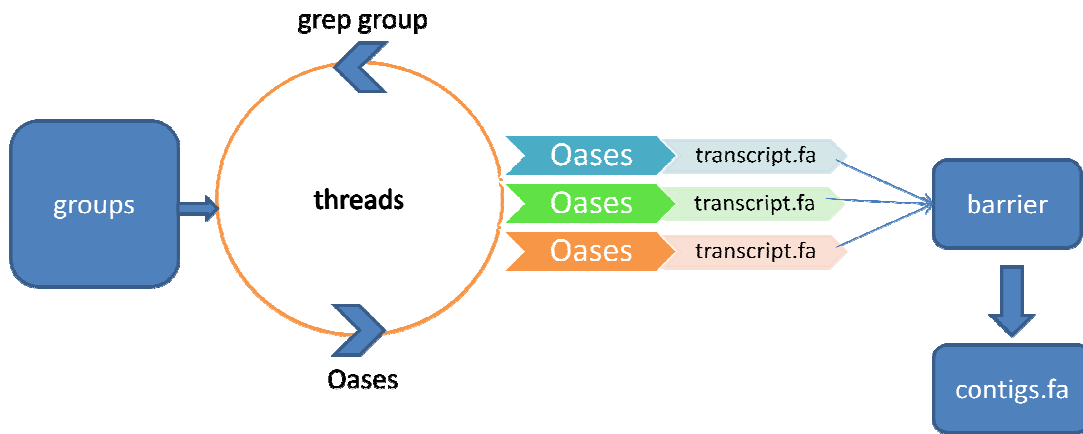 grep group
groups
threads
Oases
Oases transcript.fa
Oases transcript.fa
Oases transcript.fa
barrier
contigs.fa